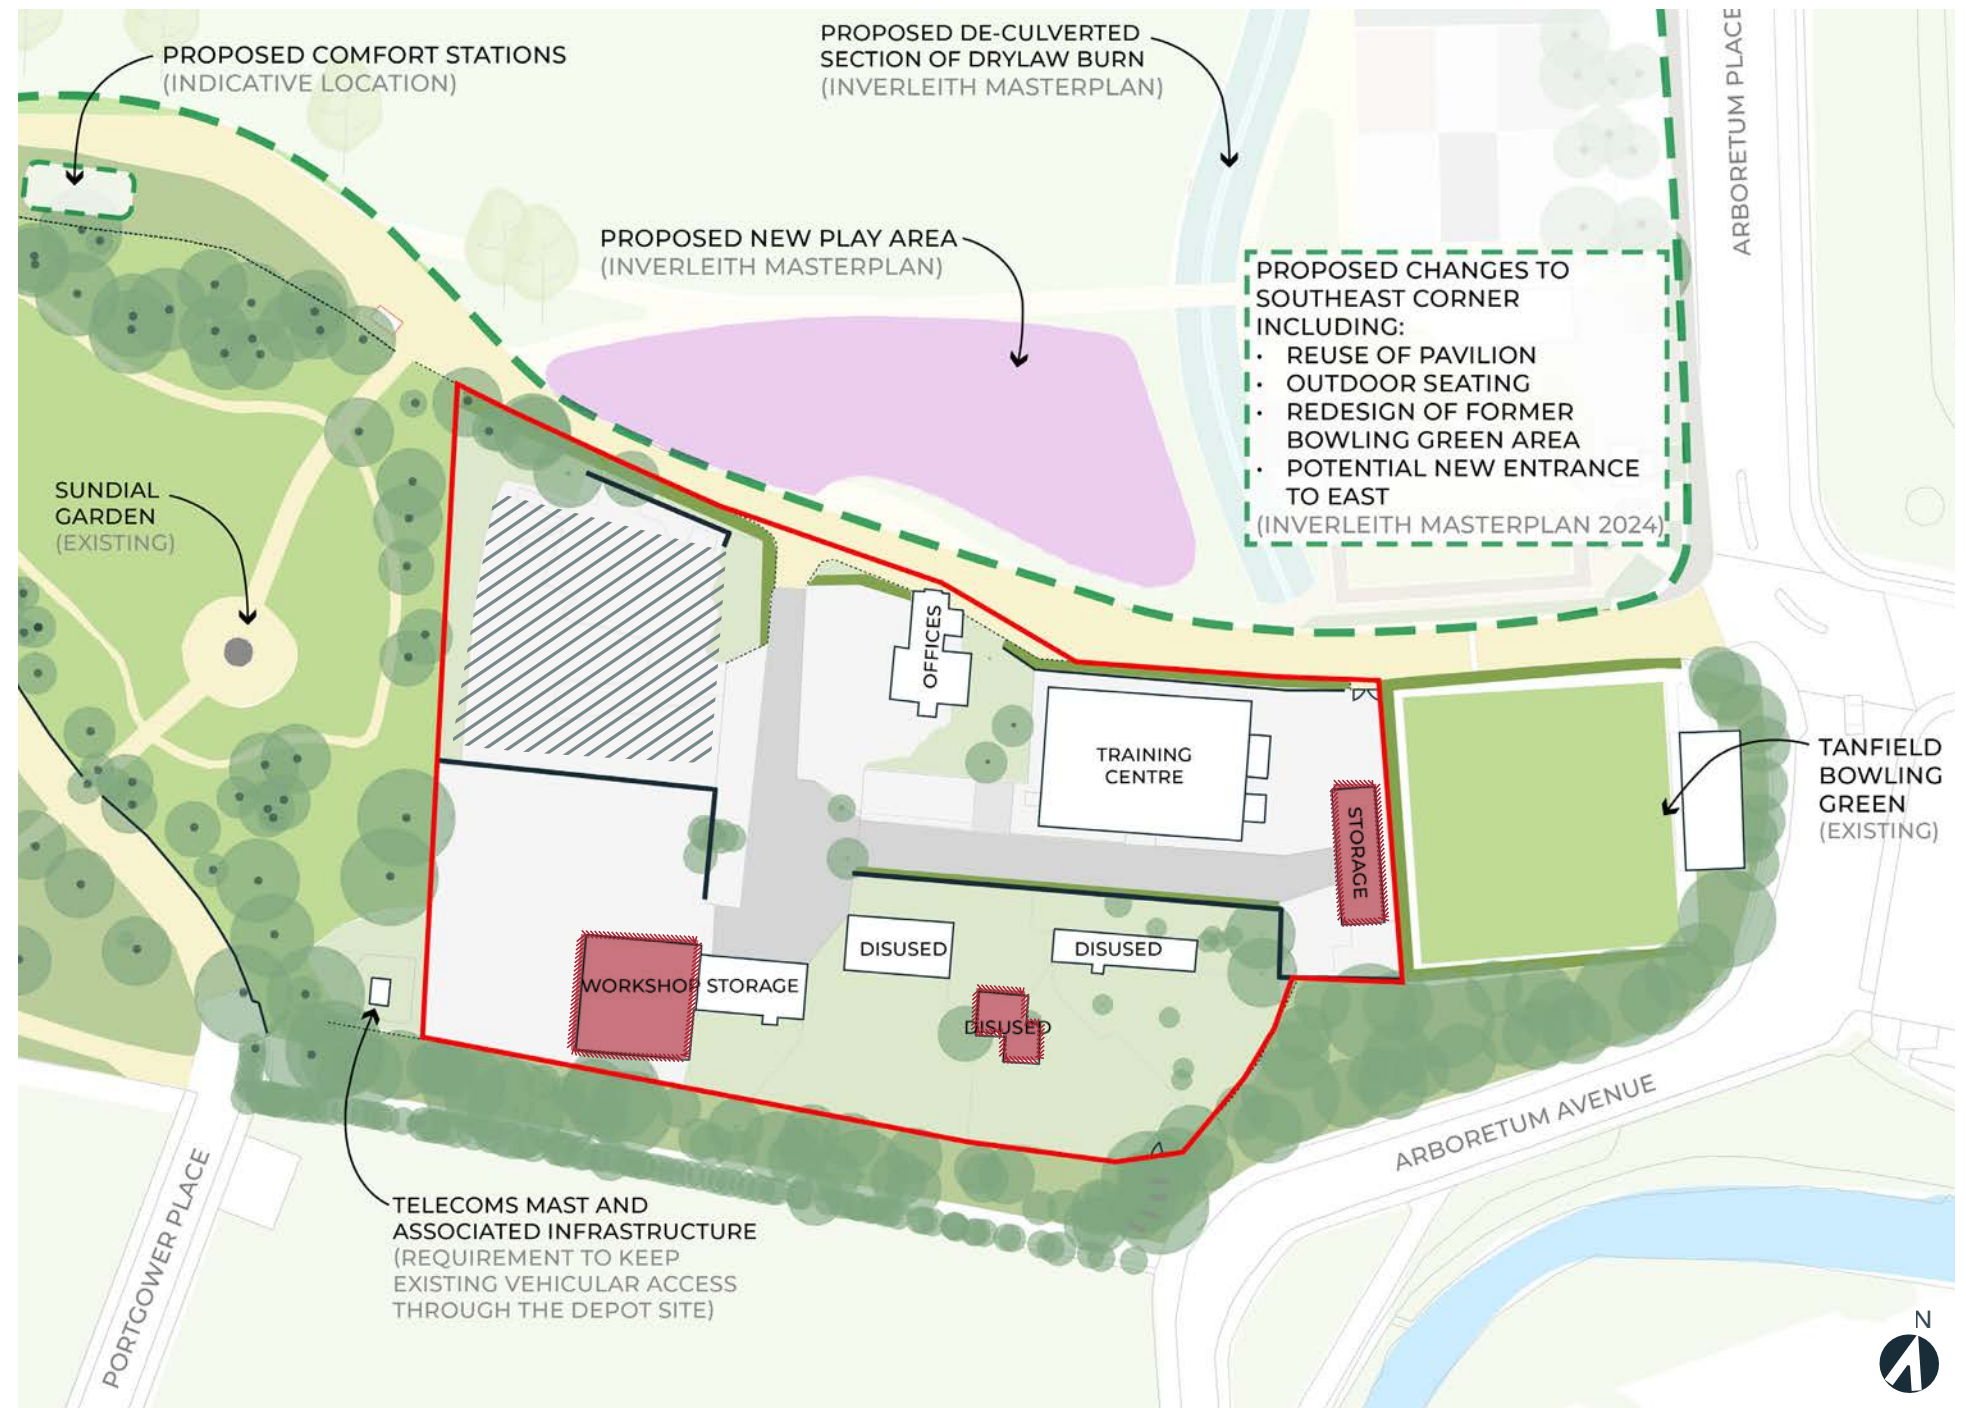 PROPOSED COMFORT STATIONS
(INDICATIVE LOCATION)
PROPOSED DE-CULVERTED
SECTION OF DRYLAW BURN
(INVERLEITH MASTERPLAN)
ARBORETUM PLACE
PROPOSED NEW PLAY AREA
(INVERLEITH MASTERPLAN)
PROPOSED CHANGES TO
SOUTHEAST CORNER
INCLUDING:
• REUSE OF PAVILION
• OUTDOOR SEATING
• REDESIGN OF FORMER
BOWLING GREEN AREA
• POTENTIAL NEW ENTRANCE
TO EAST
(INVERLEITH MASTERPLAN 2024)
SUNDIAL
GARDEN
(EXISTING)
OFFICES
TRAINING
CENTRE
STORAGE
TANFIELD
BOWLING
GREEN
(EXISTING)
WORKSHOP
STORAGE
DISUSED
DISUSED
DISUSED
ARBORETUM AVENUE
PORTGOWER PLACE
TELECOMS MAST AND
ASSOCIATED INFRASTRUCTURE
(REQUIREMENT TO KEEP
EXISTING VEHICULAR ACCESS
THROUGH THE DEPOT SITE)
N